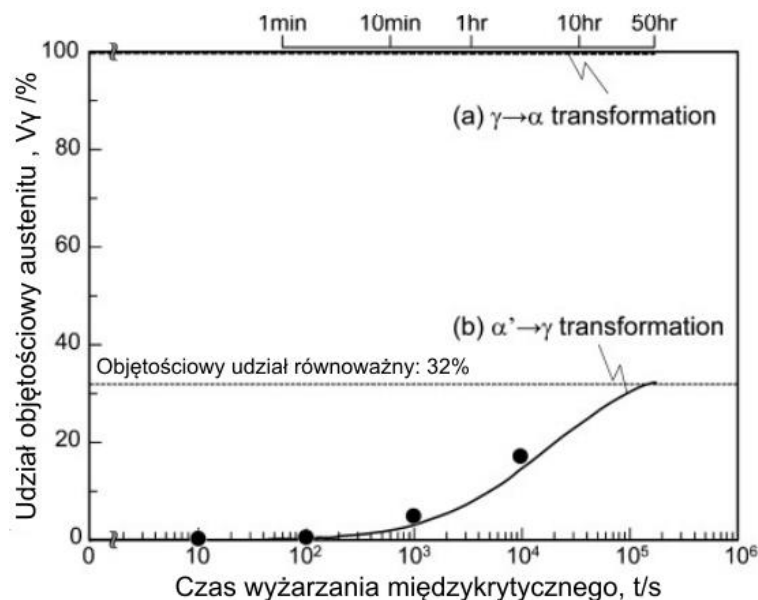 1min 10min 1hr 10hr 50hr
100
80
60
40
20
0
Udział objętościowy austenitu , Vγ /%
(a) γ→α transformation
(b) α'→γ transformation
Objętościowy udział równoważny: 32%
0 10 10² 10³ 10⁴ 10⁵ 10⁶
Czas wyżarzania międzykrytycznego, t/s